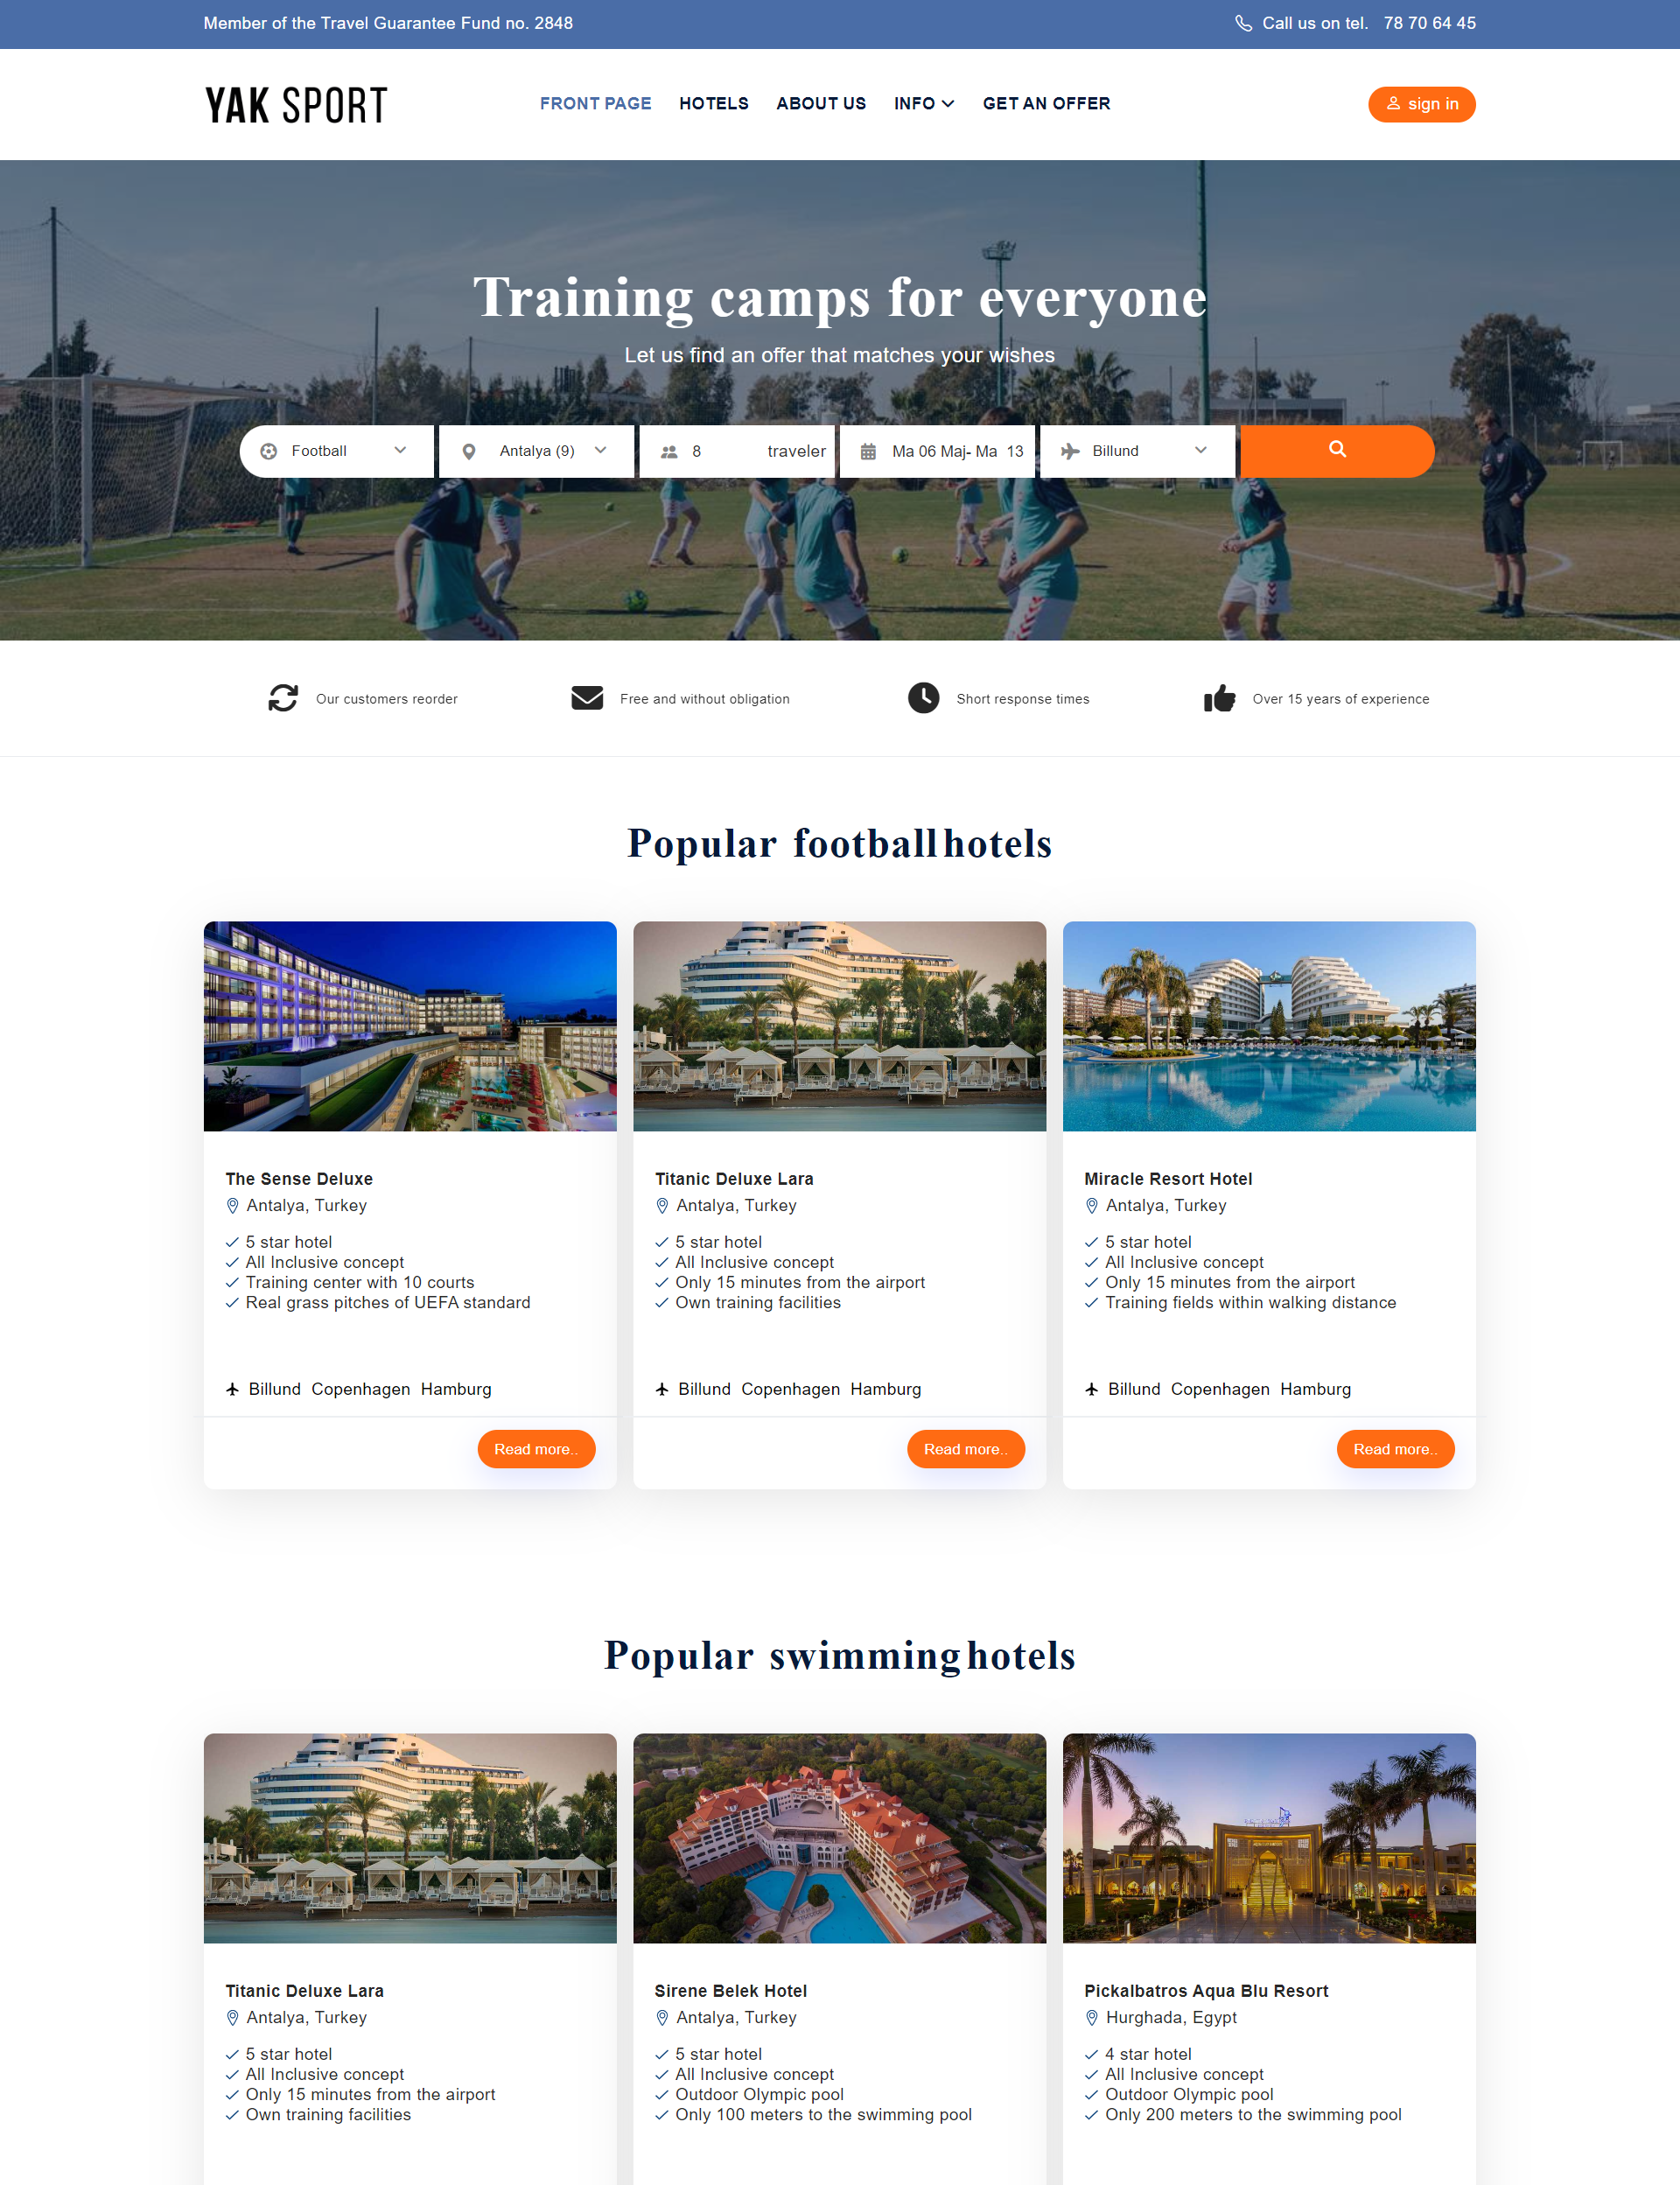 Member of the Travel Guarantee Fund no. 2848
Call us on tel. 78 70 64 45
YAK SPORT
FRONT PAGE HOTELS ABOUT US INFO GET AN OFFER
sign in
Training camps for everyone
Let us find an offer that matches your wishes
Football
Antalya (9)
8 traveler
Ma 06 Maj- Ma 13
Billund
Our customers reorder
Free and without obligation
Short response times
Over 15 years of experience
Popular football hotels
The Sense Deluxe
Antalya, Turkey
5 star hotel
All Inclusive concept
Training center with 10 courts
Real grass pitches of UEFA standard
Billund Copenhagen Hamburg
Read more..
Titanic Deluxe Lara
Antalya, Turkey
5 star hotel
All Inclusive concept
Only 15 minutes from the airport
Own training facilities
Billund Copenhagen Hamburg
Read more..
Miracle Resort Hotel
Antalya, Turkey
5 star hotel
All Inclusive concept
Only 15 minutes from the airport
Training fields within walking distance
Billund Copenhagen Hamburg
Read more..
Popular swimming hotels
Titanic Deluxe Lara
Antalya, Turkey
5 star hotel
All Inclusive concept
Only 15 minutes from the airport
Own training facilities
Sirene Belek Hotel
Antalya, Turkey
5 star hotel
All Inclusive concept
Outdoor Olympic pool
Only 100 meters to the swimming pool
Pickalbatros Aqua Blu Resort
Hurghada, Egypt
4 star hotel
All Inclusive concept
Outdoor Olympic pool
Only 200 meters to the swimming pool